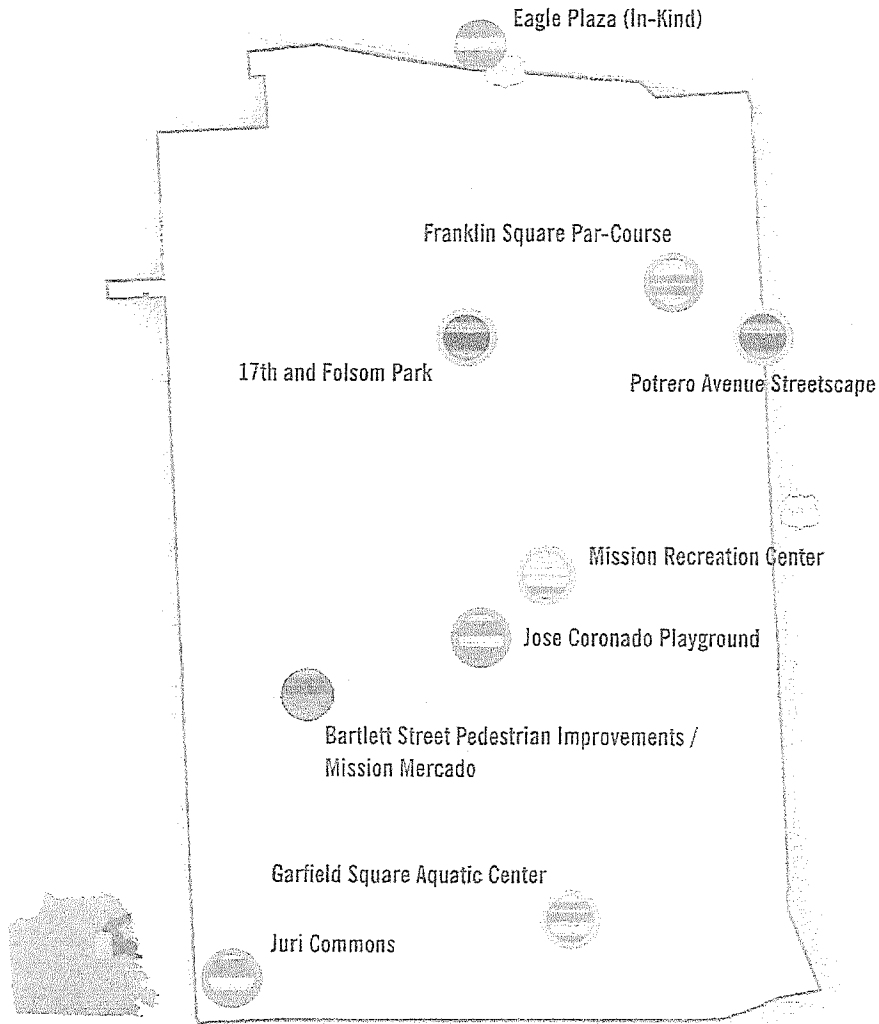 Eagle Plaza (In-Kind)
Franklin Square Par-Course
17th and Folsom Park
Potrero Avenue Streetscape
Mission Recreation Center
Jose Coronado Playground
Bartlett Street Pedestrian Improvements /
Mission Mercado
Garfield Square Aquatic Center
Juri Commons